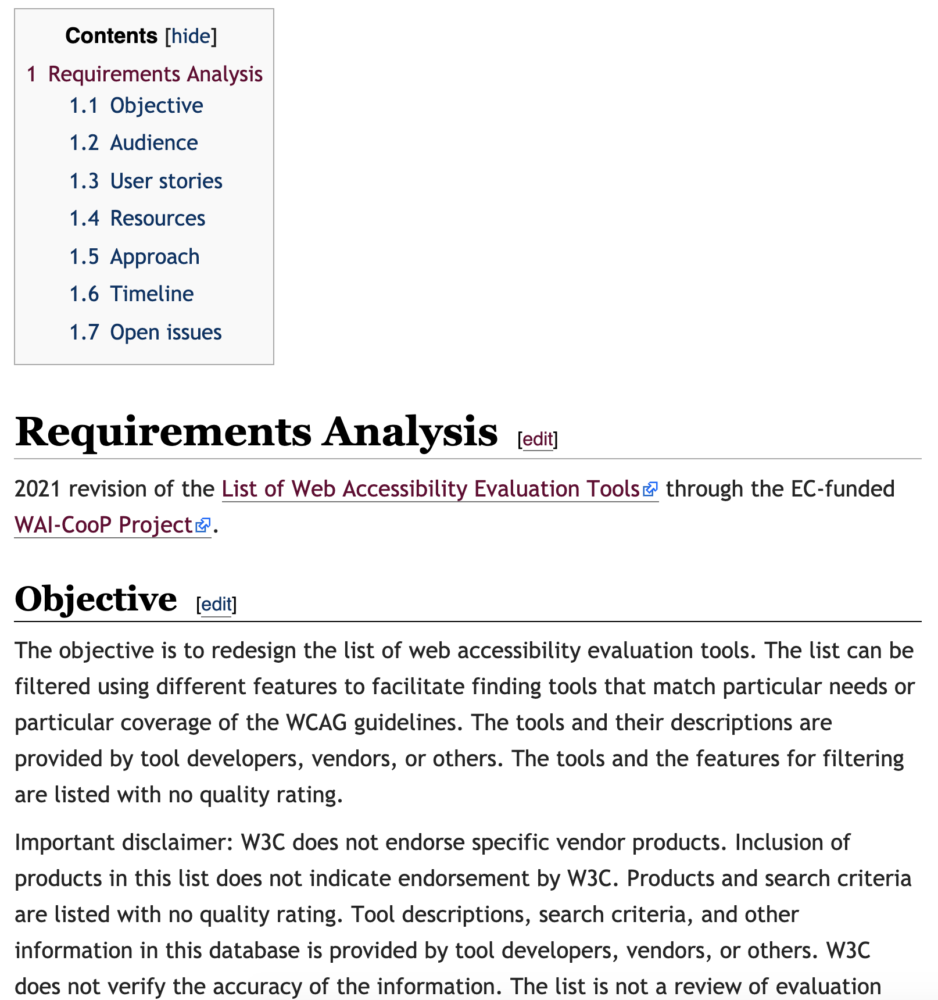 Contents [hide]
1 Requirements Analysis
1.1 Objective
1.2 Audience
1.3 User stories
1.4 Resources
1.5 Approach
1.6 Timeline
1.7 Open issues
Requirements Analysis [edit]
2021 revision of the List of Web Accessibility Evaluation Tools through the EC-funded
WAI-CooP Project.
Objective [edit]
The objective is to redesign the list of web accessibility evaluation tools. The list can be
filtered using different features to facilitate finding tools that match particular needs or
particular coverage of the WCAG guidelines. The tools and their descriptions are
provided by tool developers, vendors, or others. The tools and the features for filtering
are listed with no quality rating.
Important disclaimer: W3C does not endorse specific vendor products. Inclusion of
products in this list does not indicate endorsement by W3C. Products and search criteria
are listed with no quality rating. Tool descriptions, search criteria, and other
information in this database is provided by tool developers, vendors, or others. W3C
does not verify the accuracy of the information. The list is not a review of evaluation